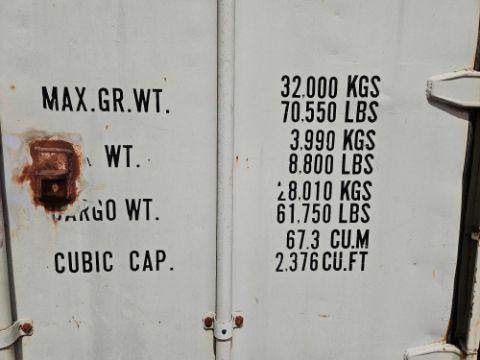 MAX.GR.WT. 32.000 KGS
70.550 LBS
WT. 3.990 KGS
8.800 LBS
28.010 KGS
CARGO WT. 61.750 LBS
67.3 CU.M
CUBIC CAP. 2.376 CU.FT